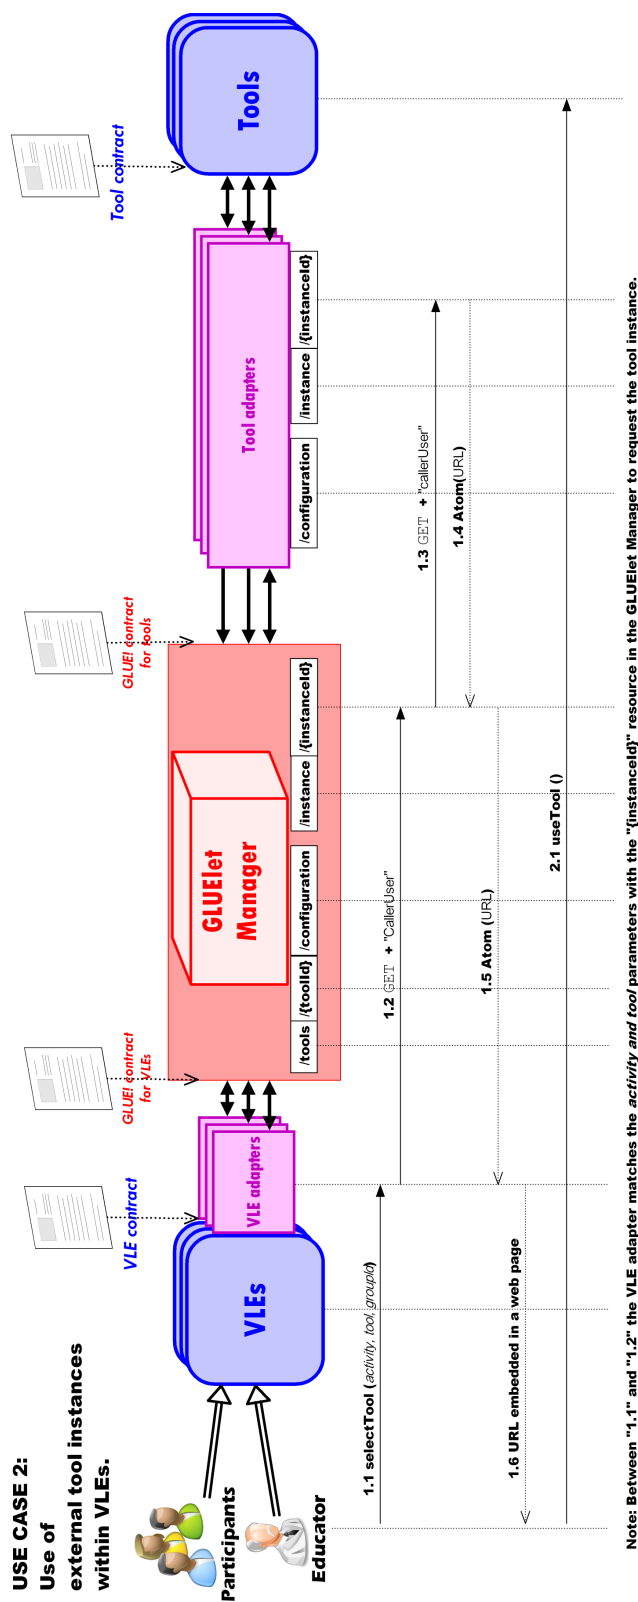 USE CASE 2:
Use of
external tool instances
within VLEs.
Participants
Educator
VLEs
VLE adapters
VLE contract
GLUE! contract
for VLEs
GLUElet
Manager
/tools
/{toolId}
/configuration
/instance
/{instanceId}
GLUE! contract
for tools
Tool adapters
/configuration
/instance
/{instanceId}
Tool contract
Tools
1.1 selectTool (activity, tool, groupId)
1.2 GET + "CallerUser"
1.3 GET + "callerUser"
1.4 Atom(URL)
1.5 Atom (URL)
1.6 URL embedded in a web page
2.1 useTool ()
Note: Between "1.1" and "1.2" the VLE adapter matches the activity and tool parameters with the "{instanceId}" resource in the GLUElet Manager to request the tool instance.